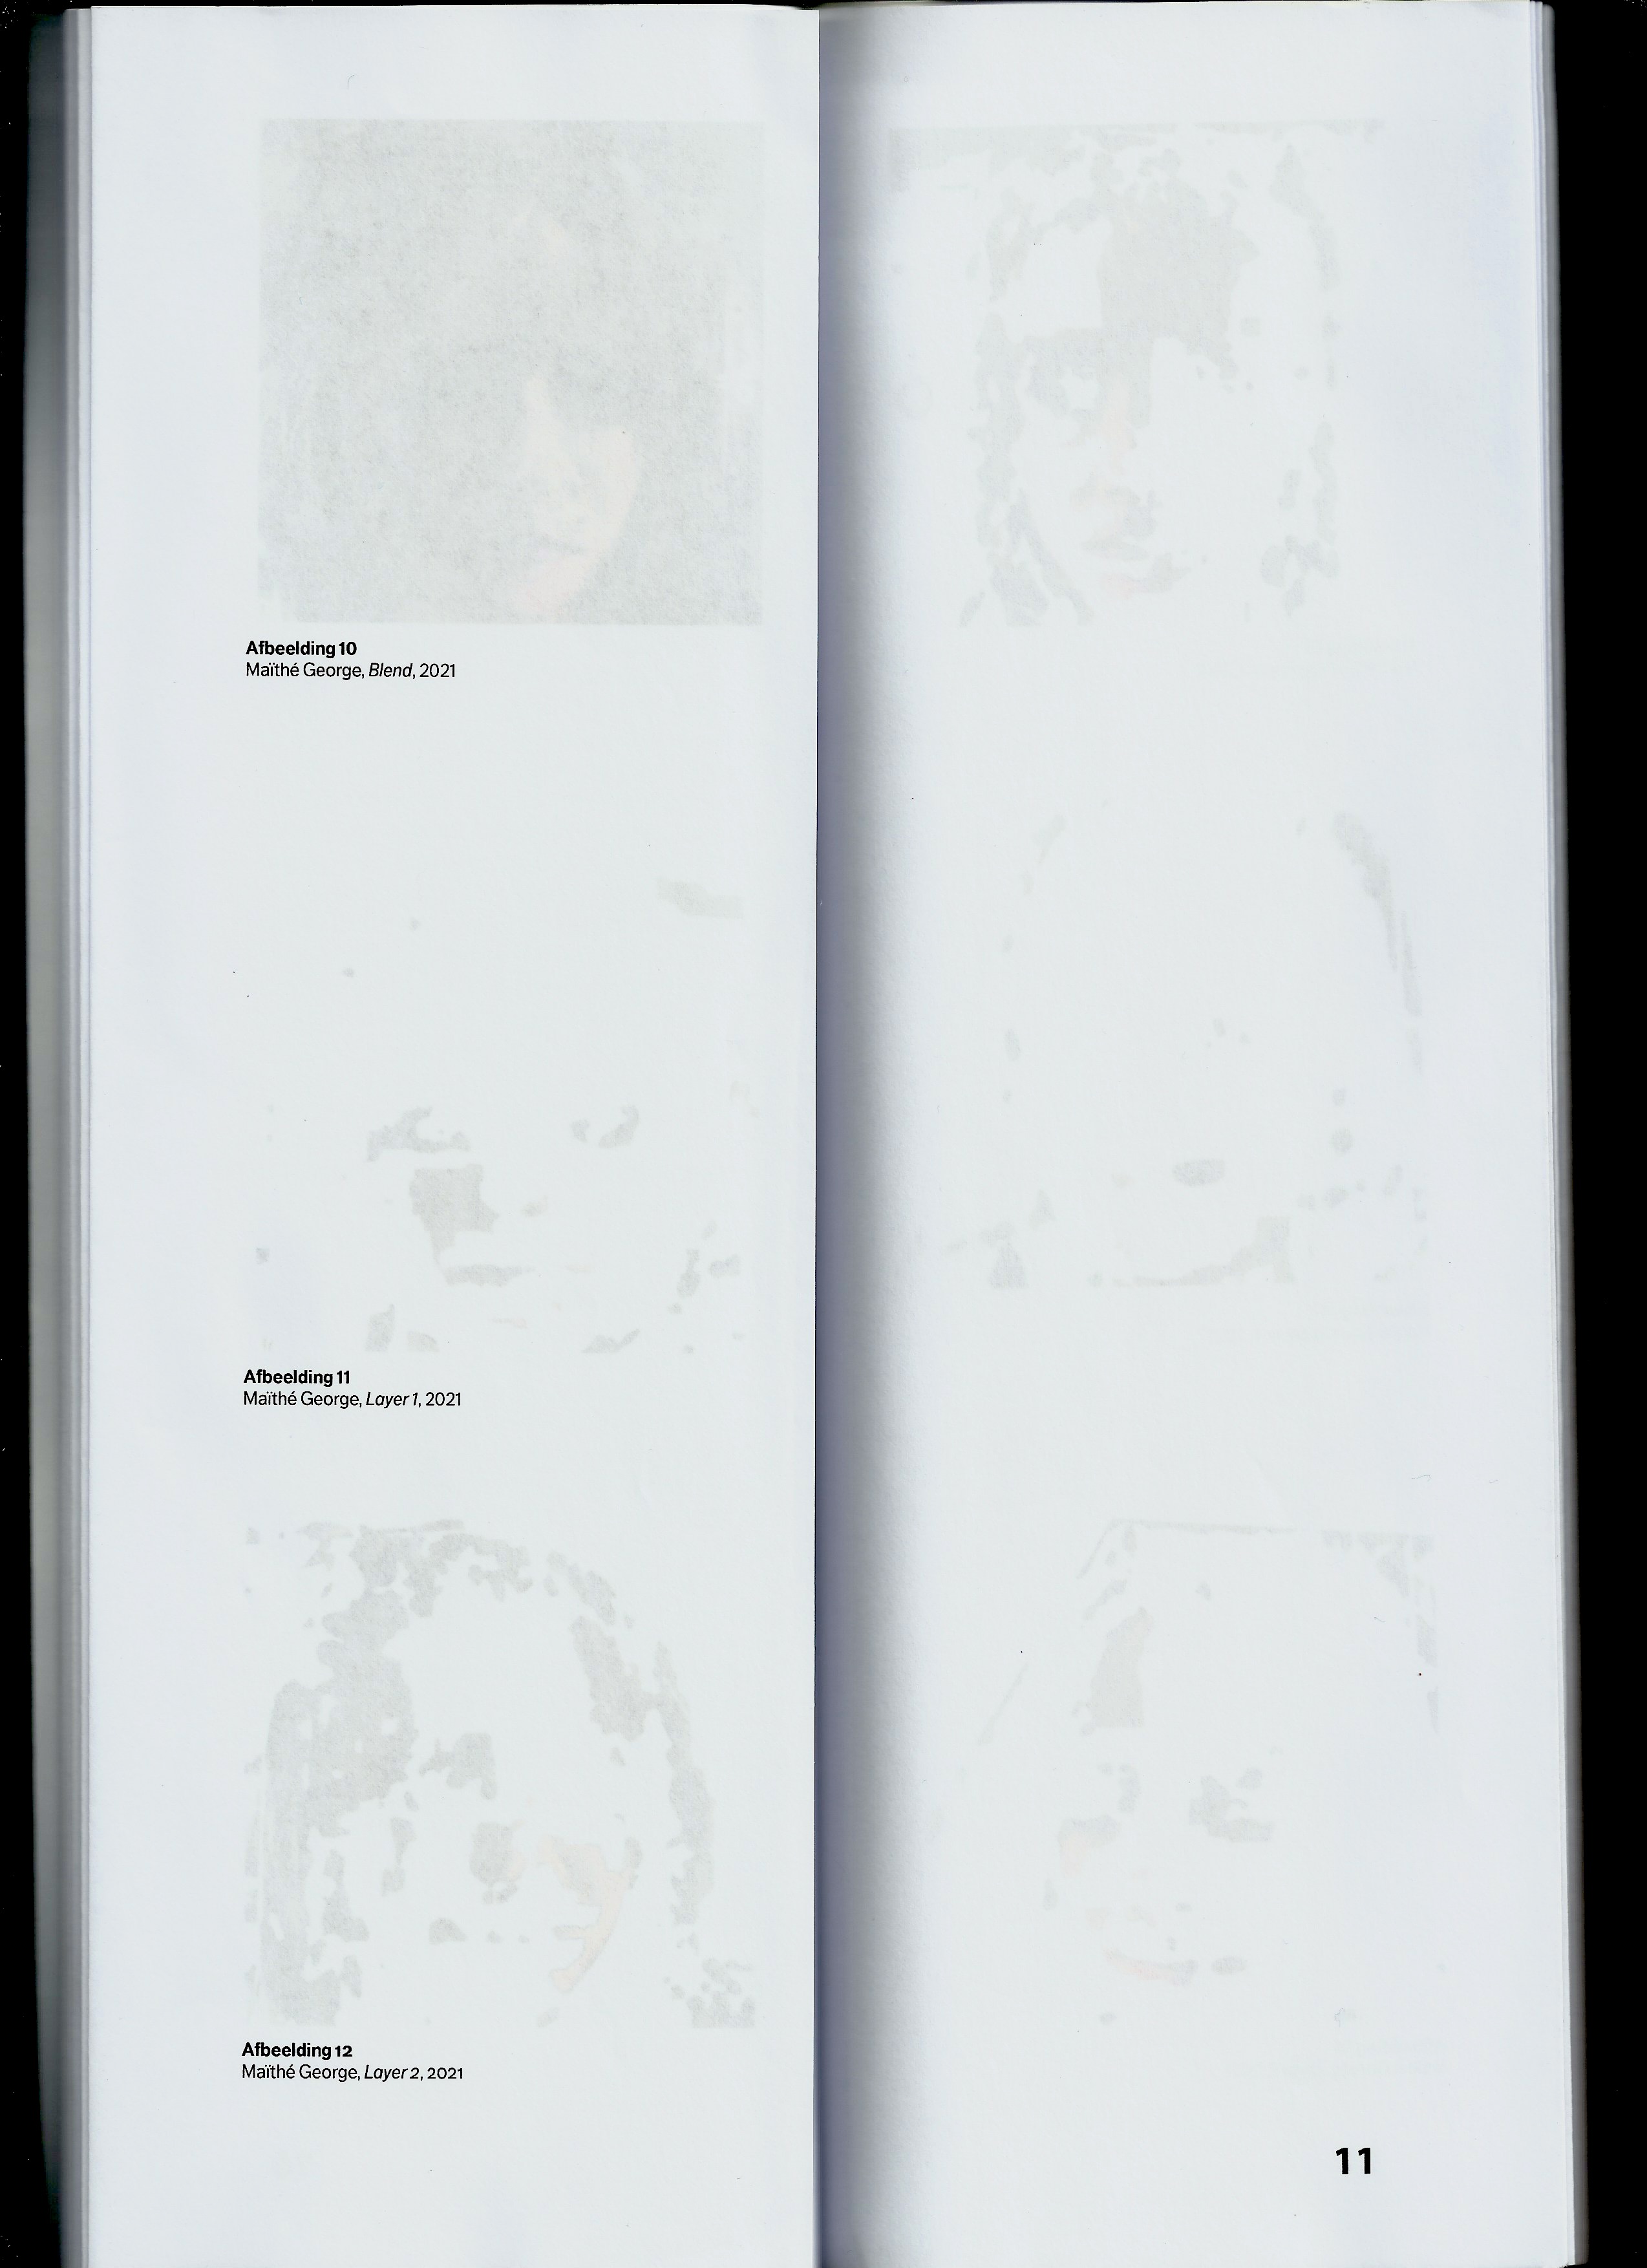 Afbeelding 10
Maïthé George, Blend, 2021
Afbeelding 11
Maïthé George, Layer 1, 2021
Afbeelding 12
Maïthé George, Layer 2, 2021
11